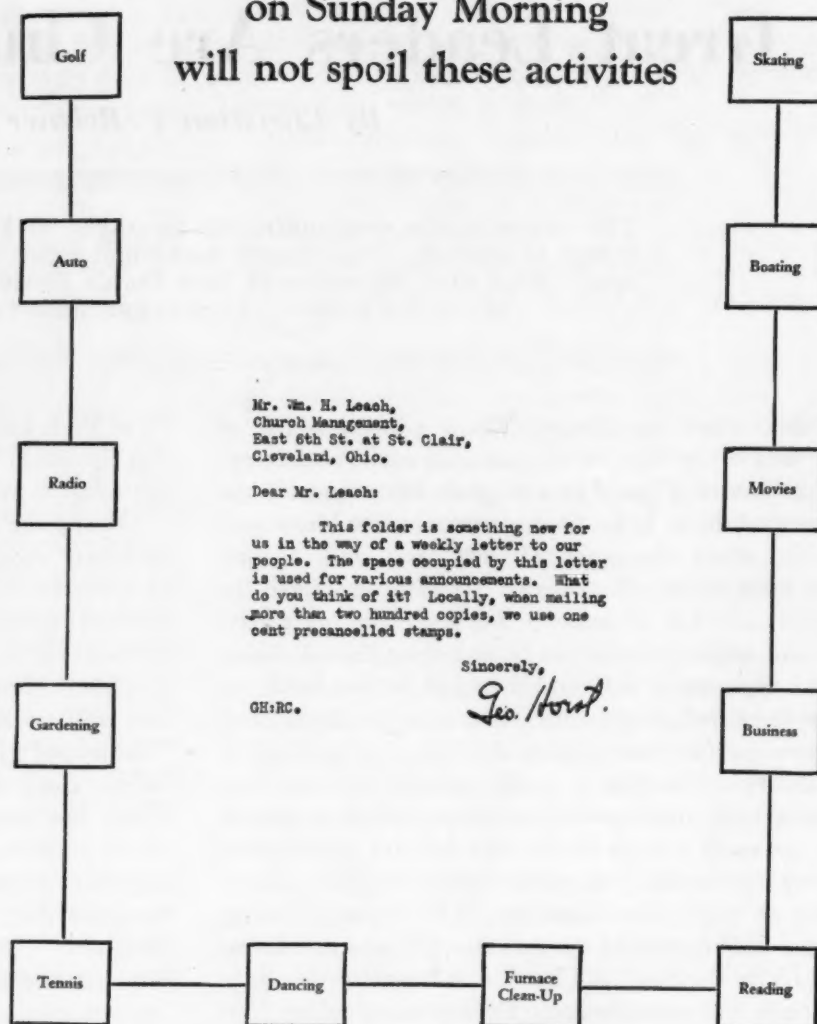 on Sunday Morning
will not spoil these activities
Golf
Skating
Auto
Boating
Radio
Movies
Mr. Wm. H. Leach,
Church Management,
East 6th St. at St. Clair,
Cleveland, Ohio.
Dear Mr. Leach:
This folder is something new for
us in the way of a weekly letter to our
people. The space occupied by this letter
is used for various announcements. What
do you think of it? Locally, when mailing
more than two hundred copies, we use one
cent precancelled stamps.
Sincerely,
GH:RC.
Geo. Horst.
Gardening
Business
Tennis
Dancing
Furnace
Clean-Up
Reading